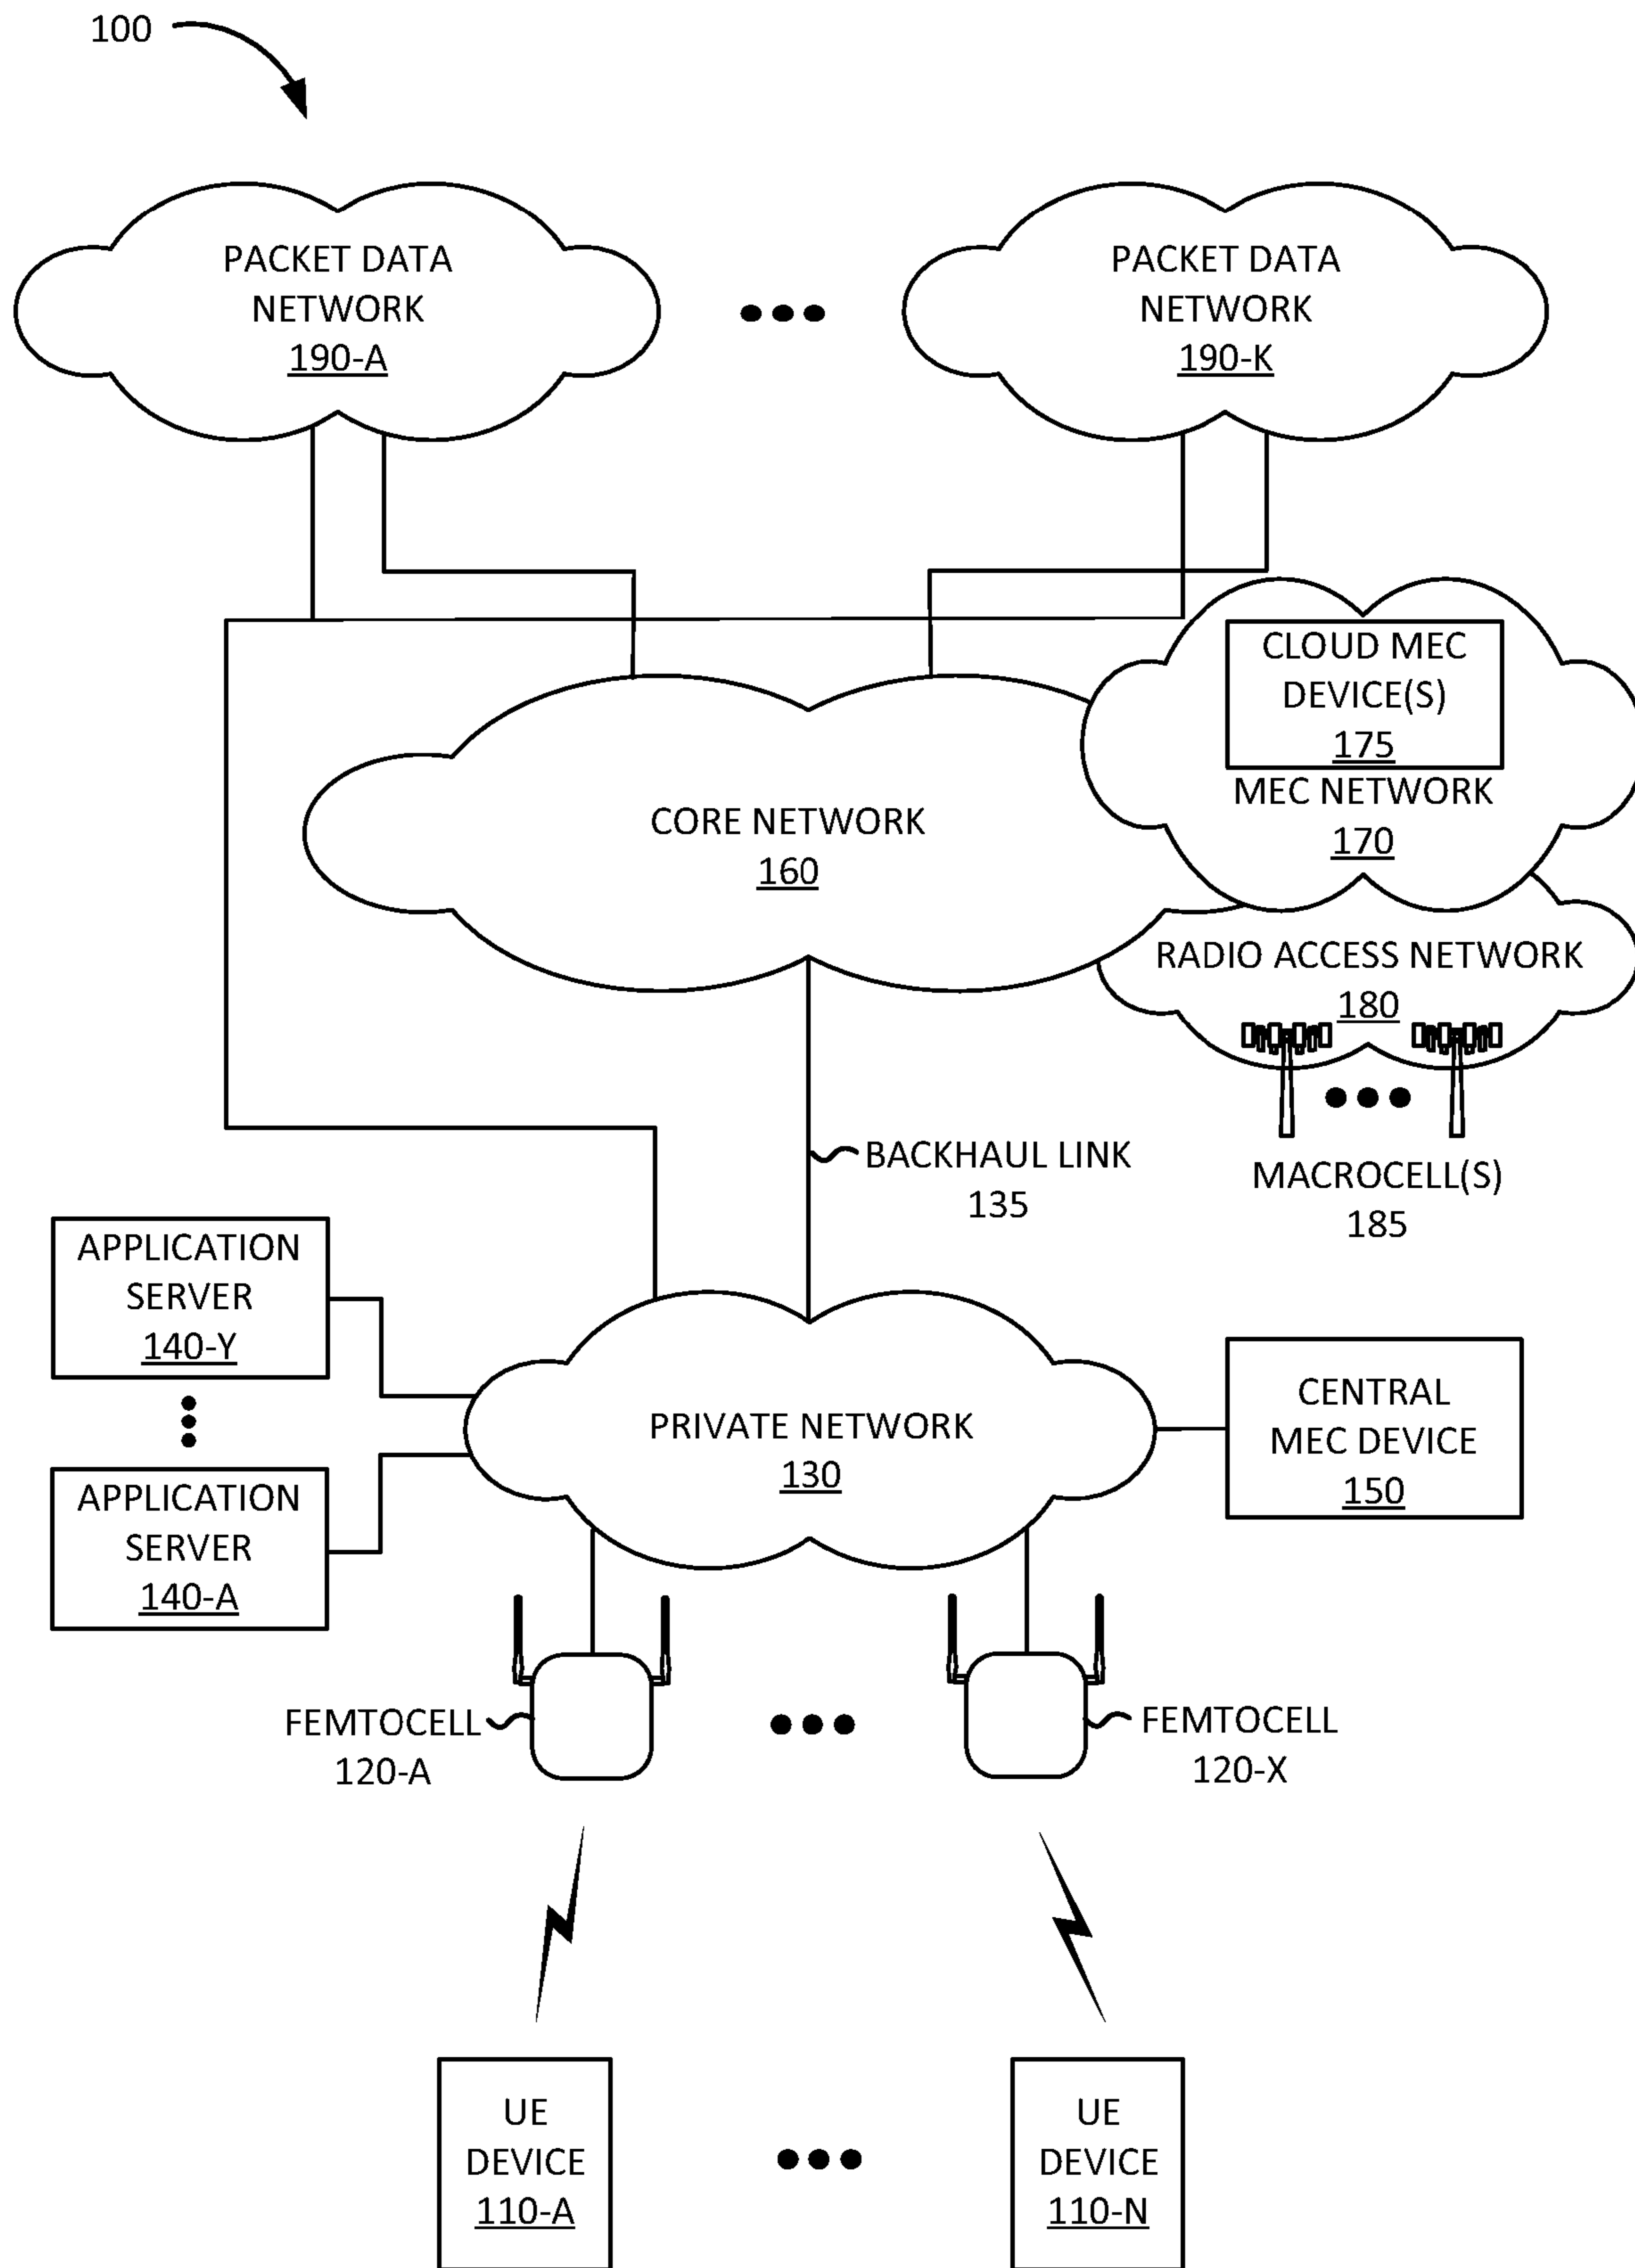 100
PACKET DATA
NETWORK
190-A
PACKET DATA
NETWORK
190-K
CLOUD MEC
DEVICE(S)
175
MEC NETWORK
170
CORE NETWORK
160
RADIO ACCESS NETWORK
180
BACKHAUL LINK
135
MACROCELL(S)
185
APPLICATION
SERVER
140-Y
APPLICATION
SERVER
140-A
PRIVATE NETWORK
130
CENTRAL
MEC DEVICE
150
FEMTOCELL
120-A
FEMTOCELL
120-X
UE
DEVICE
110-A
UE
DEVICE
110-N